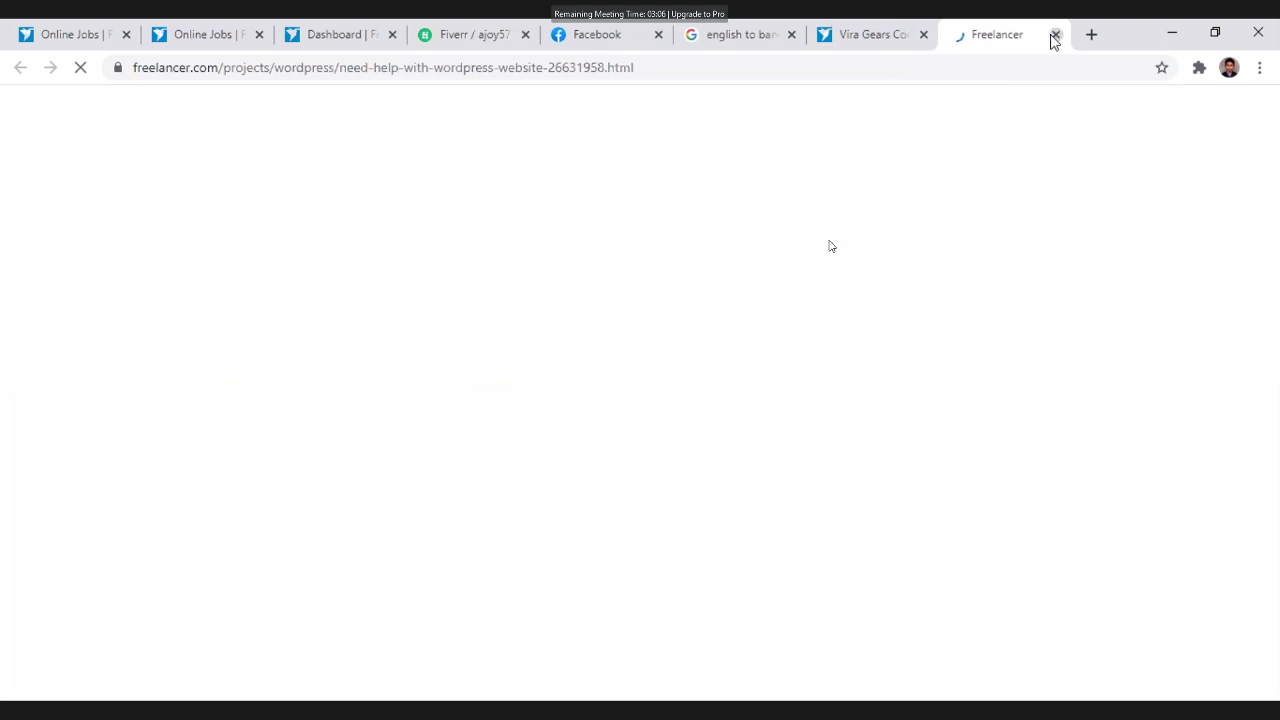 Remaining Meeting Time: 03:06 | Upgrade to Pro
Online Jobs | F
Online Jobs | F
Dashboard | Fr
Fiverr / ajoy57
Facebook
english to ban
Vira Gears Co
Freelancer
freelancer.com/projects/wordpress/need-help-with-wordpress-website-26631958.html